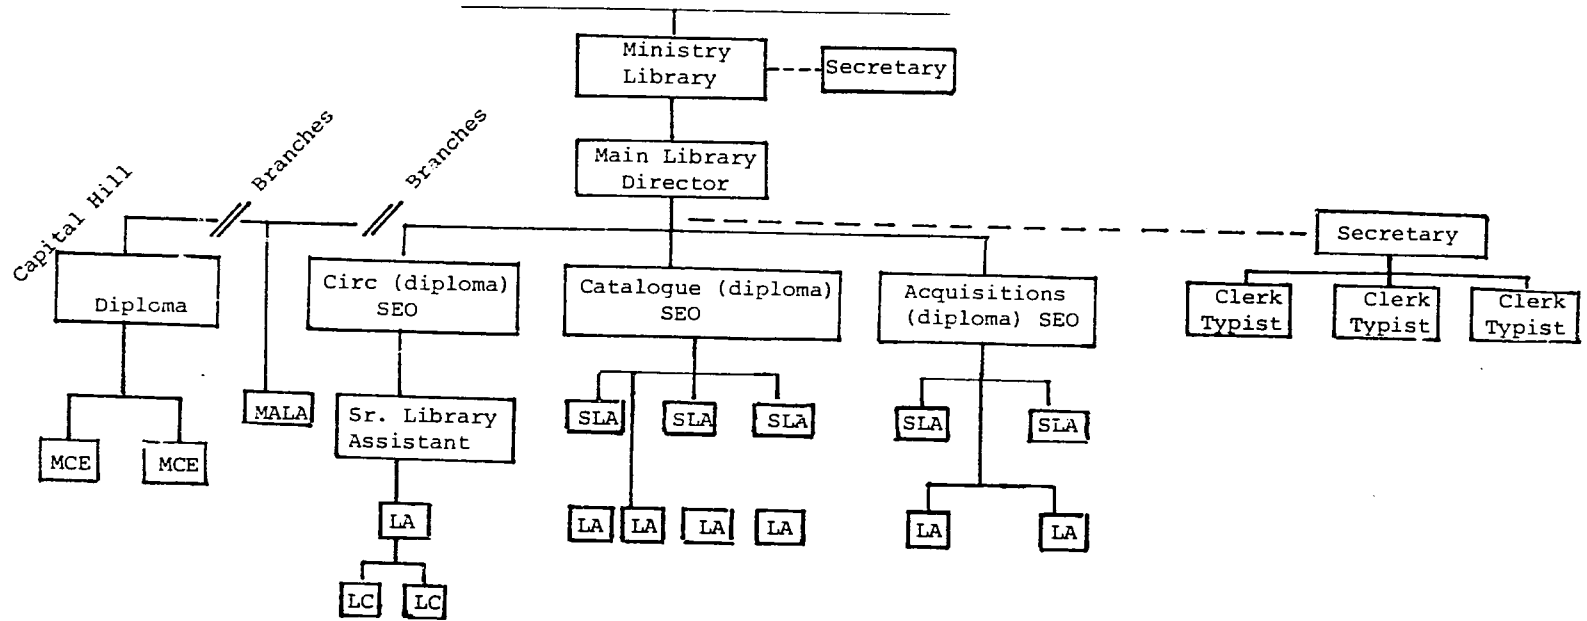 Ministry
Library
Secretary
Main Library
Director
Capital Hill
Branches
Branches
Secretary
Diploma
Circ (diploma)
SEO
Catalogue (diploma)
SEO
Acquisitions
(diploma) SEO
Clerk
Typist
Clerk
Typist
Clerk
Typist
MCE
MCE
MALA
Sr. Library
Assistant
SLA
SLA
SLA
SLA
SLA
LA
LA
LA
LA
LA
LA
LA
LC
LC